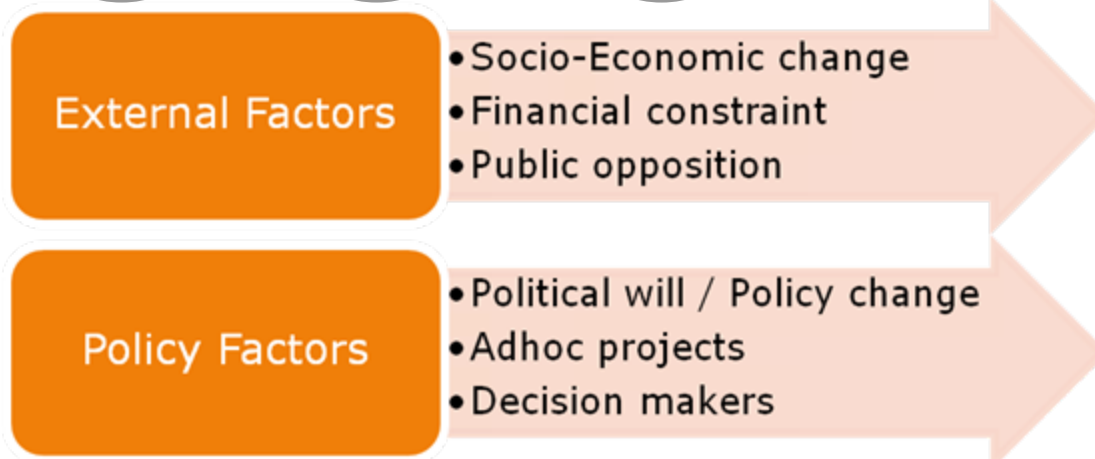 External Factors
•Socio-Economic change
•Financial constraint
•Public opposition
Policy Factors
•Political will / Policy change
•Adhoc projects
•Decision makers